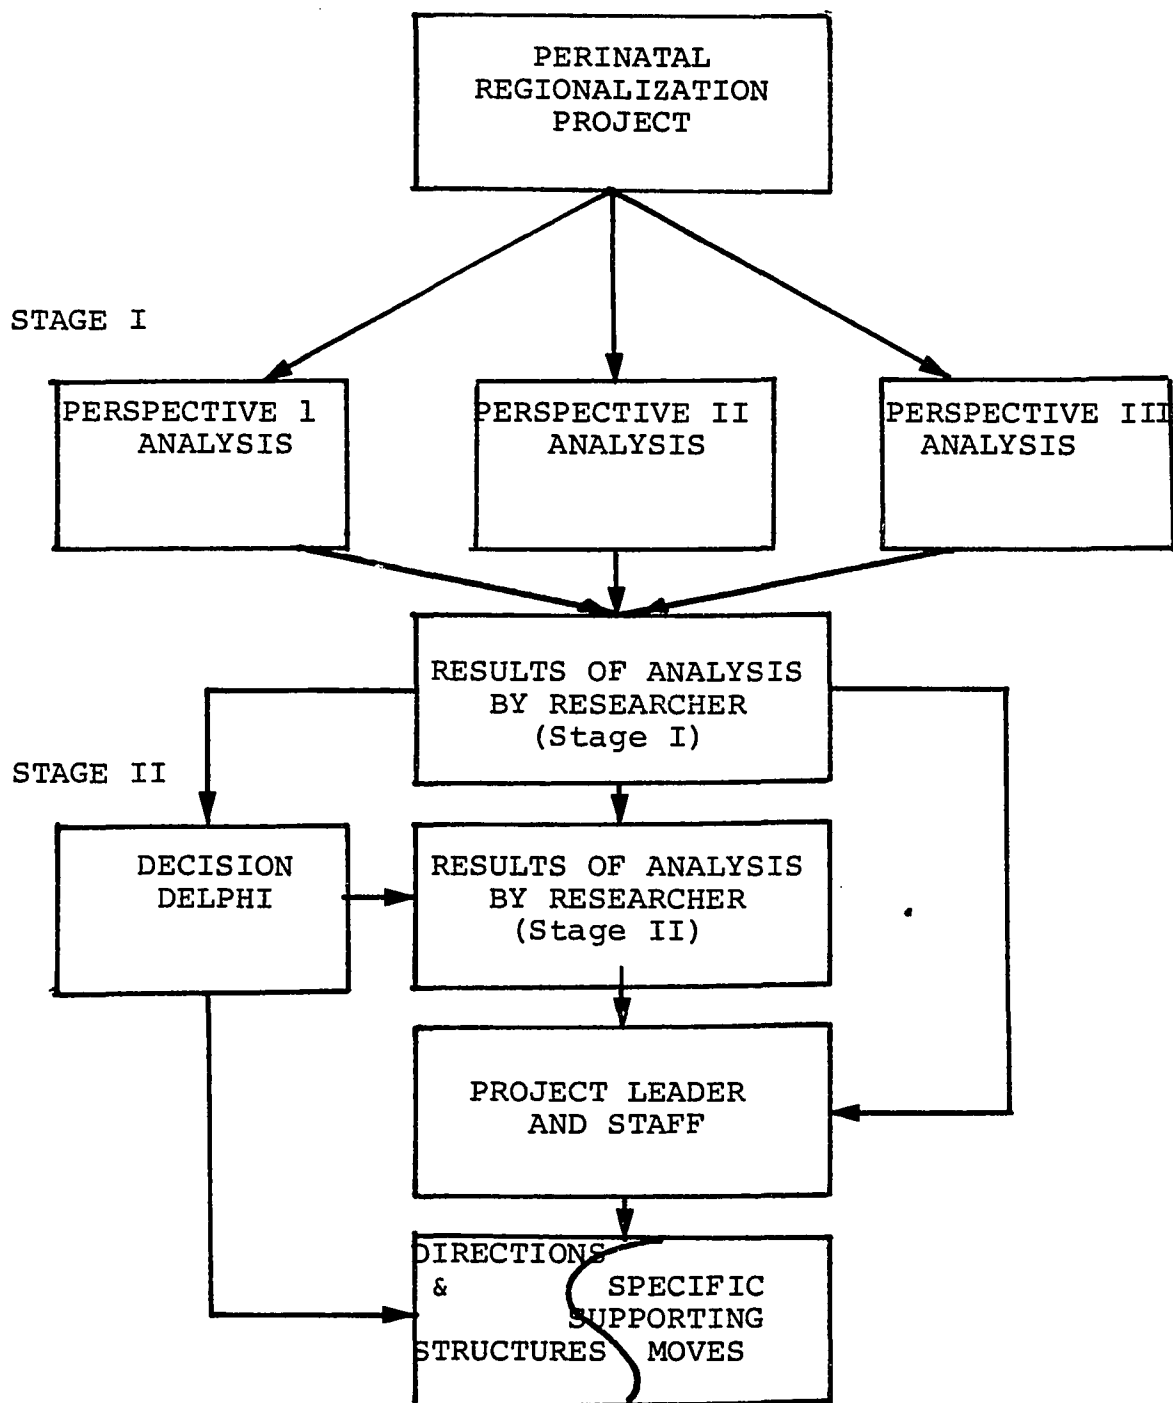 PERINATAL
REGIONALIZATION
PROJECT
STAGE I
PERSPECTIVE 1
ANALYSIS
PERSPECTIVE II
ANALYSIS
PERSPECTIVE III
ANALYSIS
RESULTS OF ANALYSIS
BY RESEARCHER
(Stage I)
STAGE II
DECISION
DELPHI
RESULTS OF ANALYSIS
BY RESEARCHER
(Stage II)
PROJECT LEADER
AND STAFF
DIRECTIONS
&
STRUCTURES
SPECIFIC
SUPPORTING
MOVES